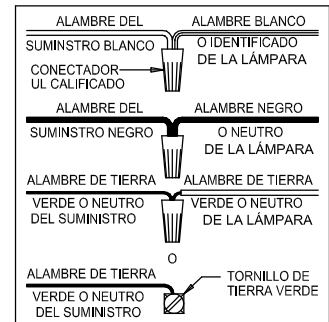 ALAMBRE DEL ALAMBRE BLANCO
SUMINSTRO BLANCO O IDENTIFICADO
DE LA LÁMPARA
CONECTADOR
UL CALIFICADO
ALAMBRE DEL ALAMBRE NEGRO
SUMINSTRO NEGRO O NEUTRO
DE LA LÁMPARA
ALAMBRE DE TIERRA ALAMBRE DE TIERRA
VERDE O NEUTRO VERDE O NEUTRO
DEL SUMINISTRO DE LA LÁMPARA
O
ALAMBRE DE TIERRA TORNILLO DE
TIERRA VERDE
VERDE O NEUTRO
DEL SUMINISTRO